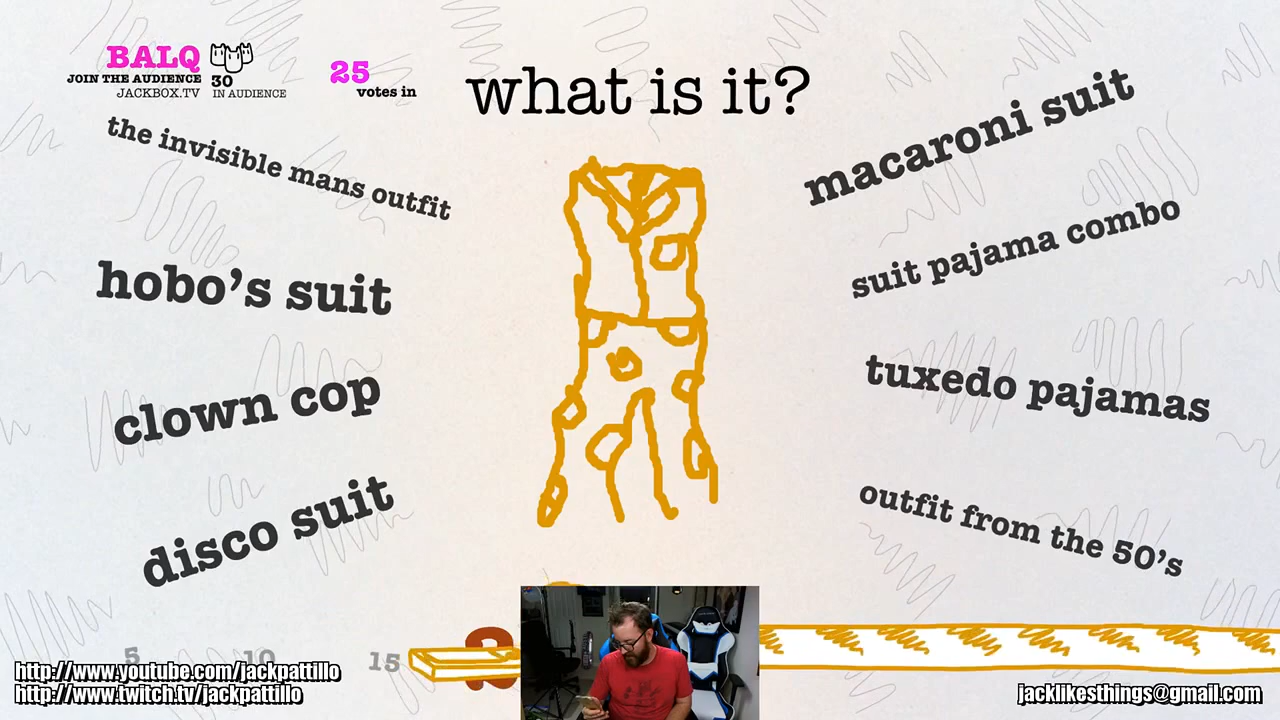 BALQ
JOIN THE AUDIENCE
JACKBOX.TV
30
IN AUDIENCE
25
votes in
what is it?
the invisible mans outfit
hobo's suit
clown cop
disco suit
macaroni suit
suit pajama combo
tuxedo pajamas
outfit from the 50's
5
10
15
http://www.youtube.com/jackpattillo
http://www.twitch.tv/jackpattillo
jacklikesthings@gmail.com